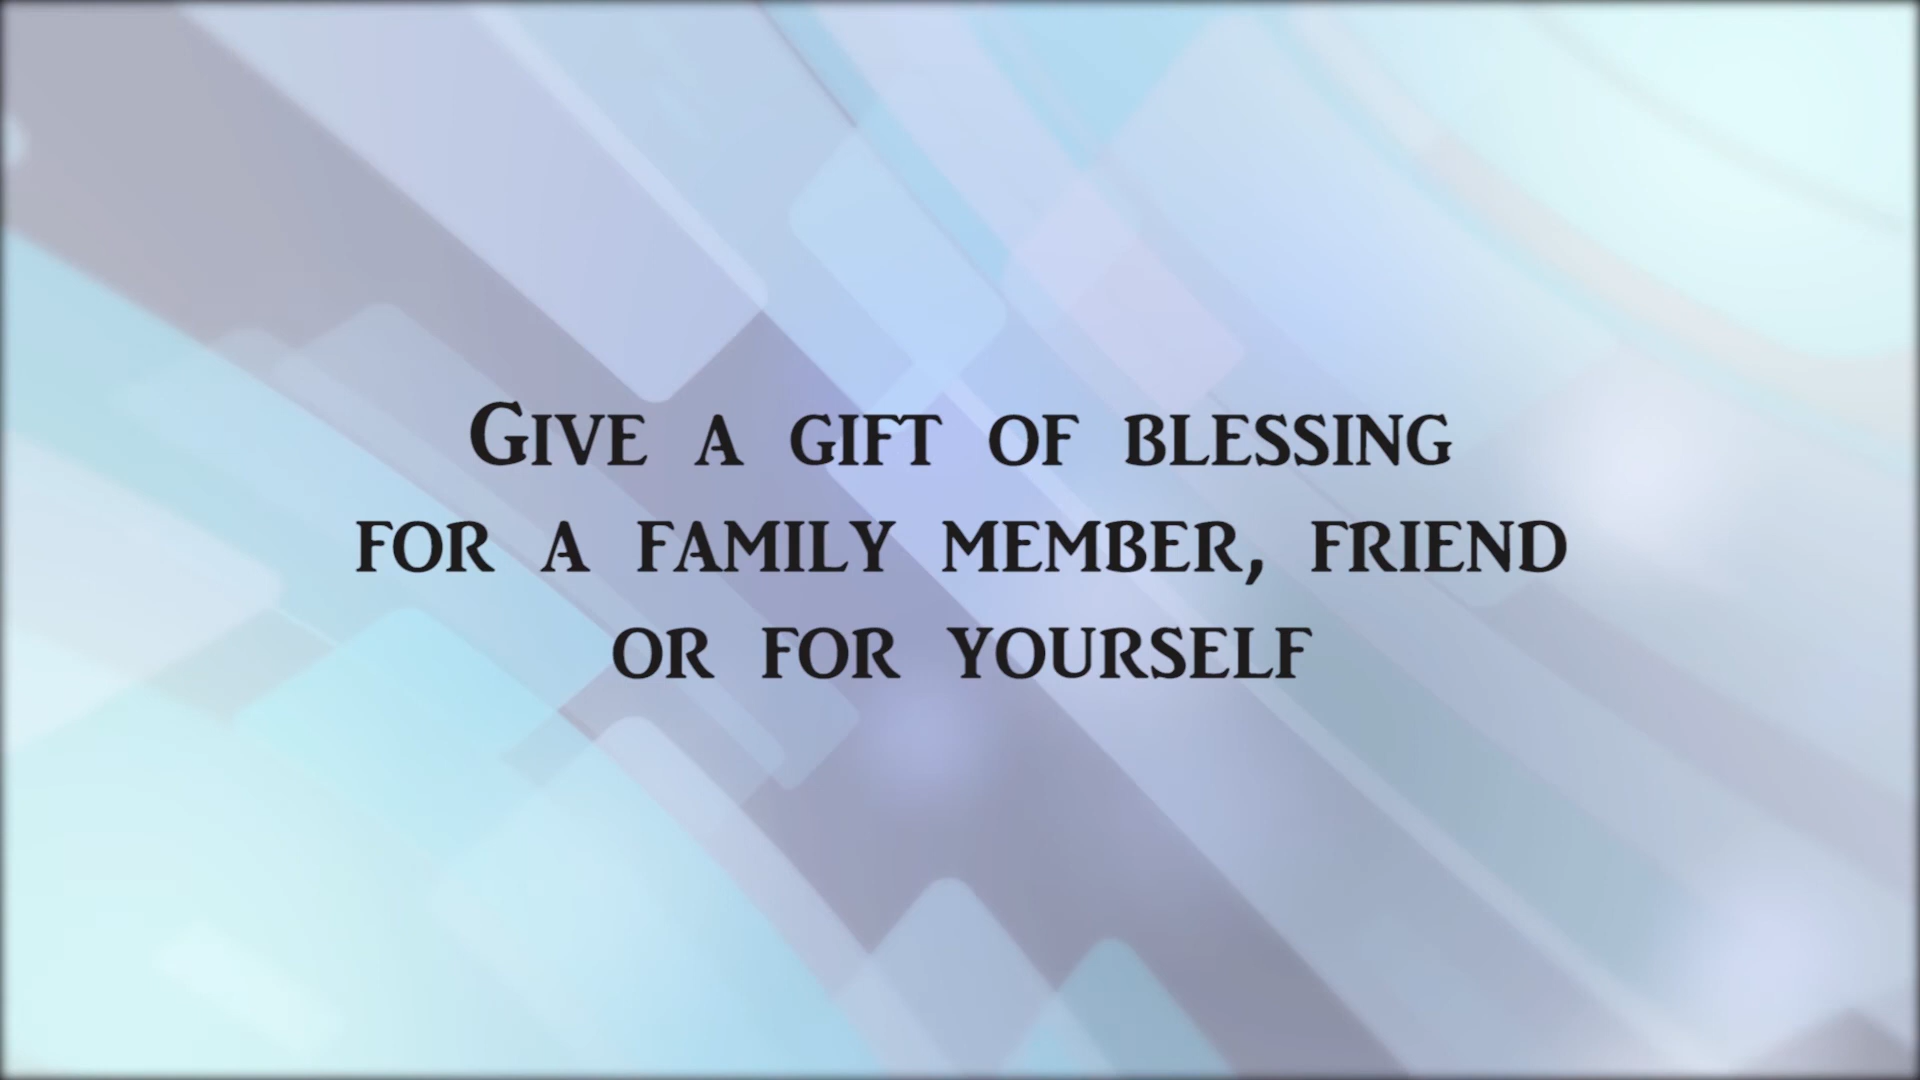 Give a gift of blessing
for a family member, friend
or for yourself